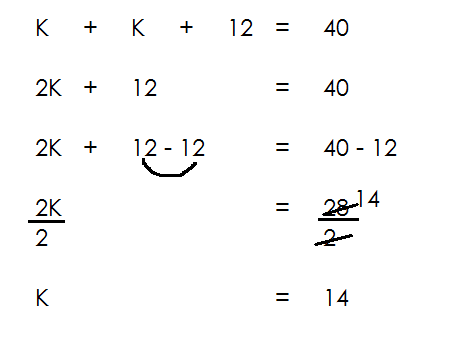 K + K + 12 = 40
2K + 12 = 40
2K + 12 - 12 = 40 - 12
2K = 28 14
2 2
K = 14